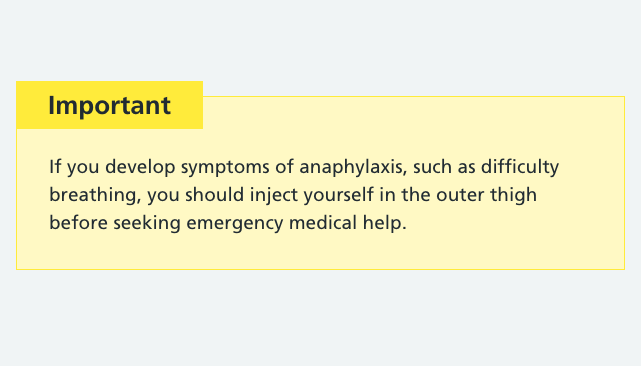 Important
If you develop symptoms of anaphylaxis, such as difficulty
breathing, you should inject yourself in the outer thigh
before seeking emergency medical help.